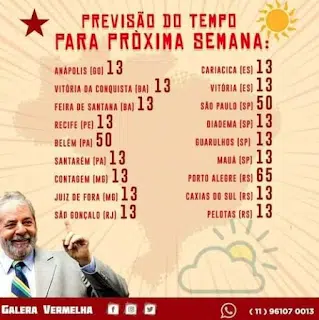 PREVISÃO DO TEMPO
PARA PRÒXIMA SEMANA:
ANÁPOLIS (GO) 13
VITÓRIA DA CONQUISTA (BA) 13
FEIRA DE SANTANA (BA) 13
RECIFE (PE) 13
BELÉM (PA) 50
SANTARÉM (PA) 13
CONTAGEM (MG) 13
JUIZ DE FORA (MG) 13
SÃO GONÇALO (RJ) 13
CARIACICA (ES) 13
VITÓRIA (ES) 13
SÃO PAULO (SP) 50
DIADEMA (SP) 13
GUARULHOS (SP) 13
MAUÁ (SP) 13
PORTO ALEGRE (RS) 65
CAXIAS DO SUL (RS) 13
PELOTAS (RS) 13
GALERA VERMELHA
(11) 96107 0013